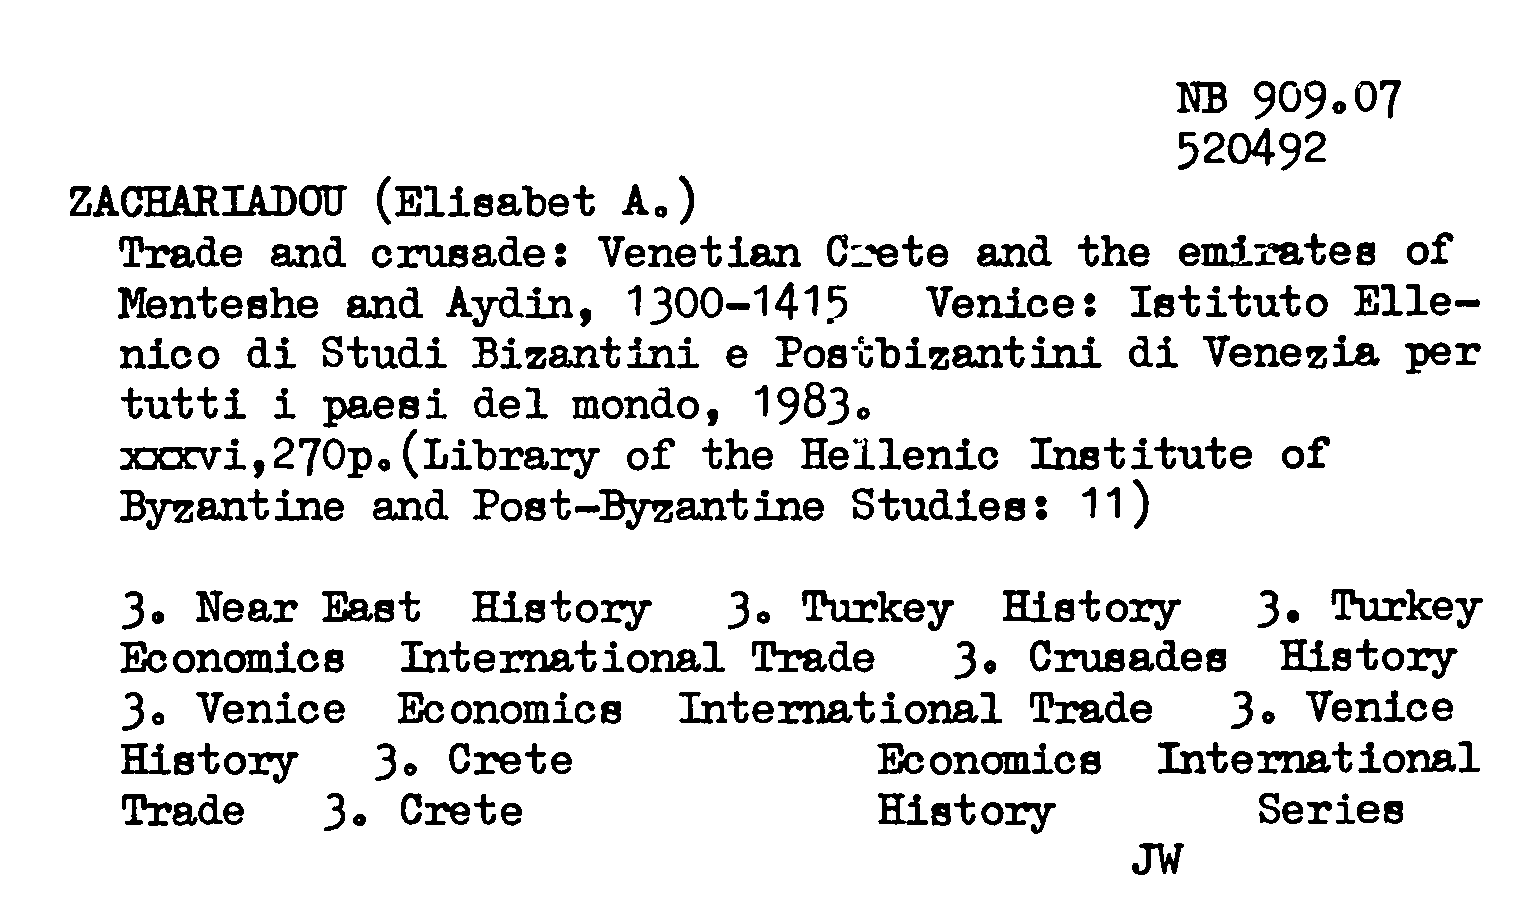 NB 909.07
520492
ZACHARIADOU (Elisabet A.)
Trade and crusade: Venetian Crete and the emirates of
Menteshe and Aydin, 1300-1415 Venice: Istituto Elle-
nico di Studi Bizantini e Postbizantini di Venezia per
tutti i paesi del mondo, 1983.
xxxvi,270p.(Library of the Hellenic Institute of
Byzantine and Post-Byzantine Studies: 11)
3. Near East History 3. Turkey History 3. Turkey
Economics International Trade 3. Crusades History
3. Venice Economics International Trade 3. Venice
History 3. Crete Economics International
Trade 3. Crete History Series
JW